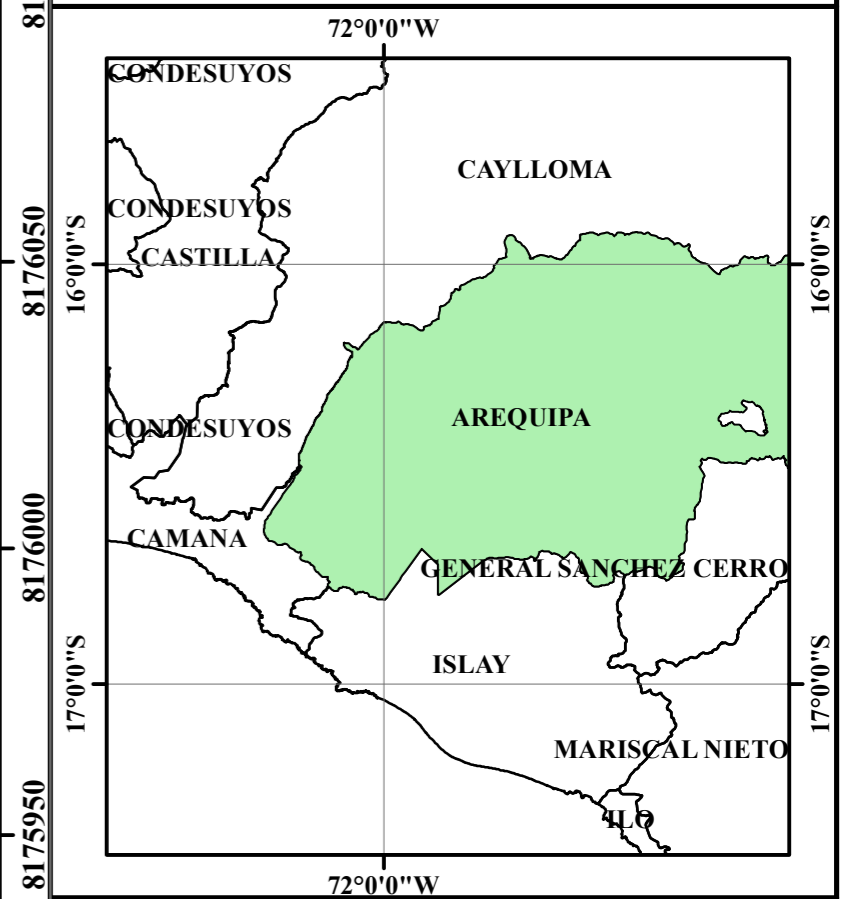 72°0'0"W
CONDESUYOS
CAYLLOMA
CONDESUYOS
8176050
16°0'0"S
16°0'0"S
CASTILLA
AREQUIPA
CONDESUYOS
8176000
CAMANA
GENERAL SANCHEZ CERRO
17°0'0"S
17°0'0"S
ISLAY
MARISCAL NIETO
8175950
ILO
72°0'0"W